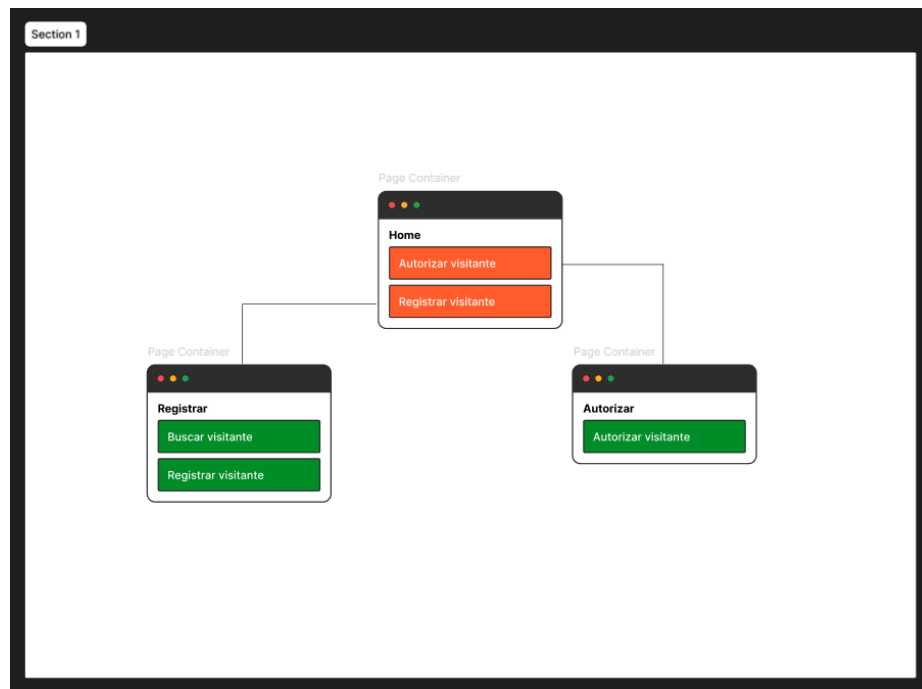 Section 1
Page Container
Home
Autorizar visitante
Registrar visitante
Page Container
Registrar
Buscar visitante
Registrar visitante
Page Container
Autorizar
Autorizar visitante